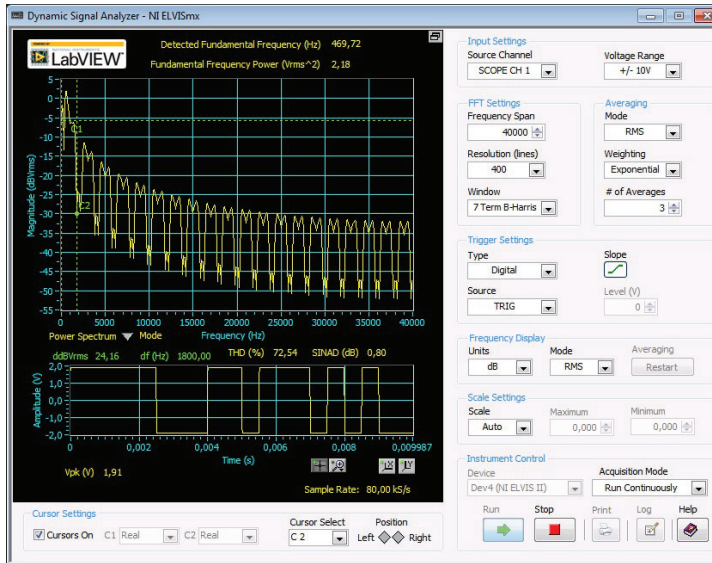 Dynamic Signal Analyzer - NI ELVISmx
LabVIEW
Detected Fundamental Frequency (Hz) 469,72
Fundamental Frequency Power (Vrms^2) 2,18
Magnitude (dBVrms)
5
0
-5
-10
-15
-20
-25
-30
-35
-40
-45
-50
-55
C1
C2
0 5000 10000 15000 20000 25000 30000 35000 40000
Power Spectrum Mode Frequency (Hz)
ddBVrms 24,16 df (Hz) 1800,00 THD (%) 72,54 SINAD (dB) 0,80
Amplitude (V)
2,0
1,0
0,0
-1,0
-2,0
0 0,002 0,004 0,006 0,008 0,009987
Time (s)
Vpk (V) 1,91
Sample Rate: 80,00 kS/s
Cursor Settings
Cursors On C1 Real C2 Real
Cursor Select
C 2
Position
Left Right
Input Settings
Source Channel
SCOPE CH 1
Voltage Range
+/- 10V
FFT Settings
Frequency Span
40000
Resolution (lines)
400
Window
7 Term B-Harris
Averaging
Mode
RMS
Weighting
Exponential
# of Averages
3
Trigger Settings
Type
Digital
Slope
Source
TRIG
Level (V)
0
Frequency Display
Units
dB
Mode
RMS
Averaging
Restart
Scale Settings
Scale
Auto
Maximum
0,000
Minimum
0,000
Instrument Control
Device
Dev4 (NI ELVIS II)
Acquisition Mode
Run Continuously
Run Stop Print Log Help